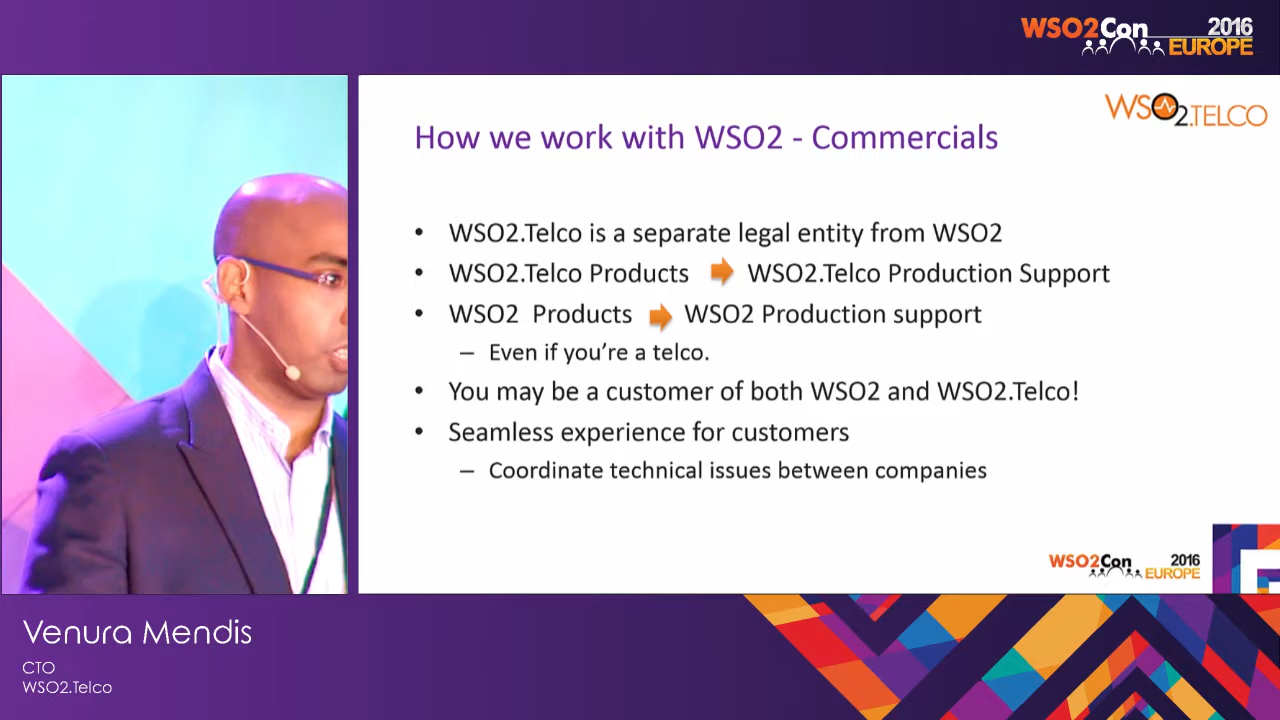 WSO2Con 2016
EUROPE
WSO2.TELCO
How we work with WSO2 - Commercials
• WSO2.Telco is a separate legal entity from WSO2
• WSO2.Telco Products WSO2.Telco Production Support
• WSO2 Products WSO2 Production support
– Even if you're a telco.
• You may be a customer of both WSO2 and WSO2.Telco!
• Seamless experience for customers
– Coordinate technical issues between companies
WSO2Con 2016
EUROPE
Venura Mendis
CTO
WSO2.Telco